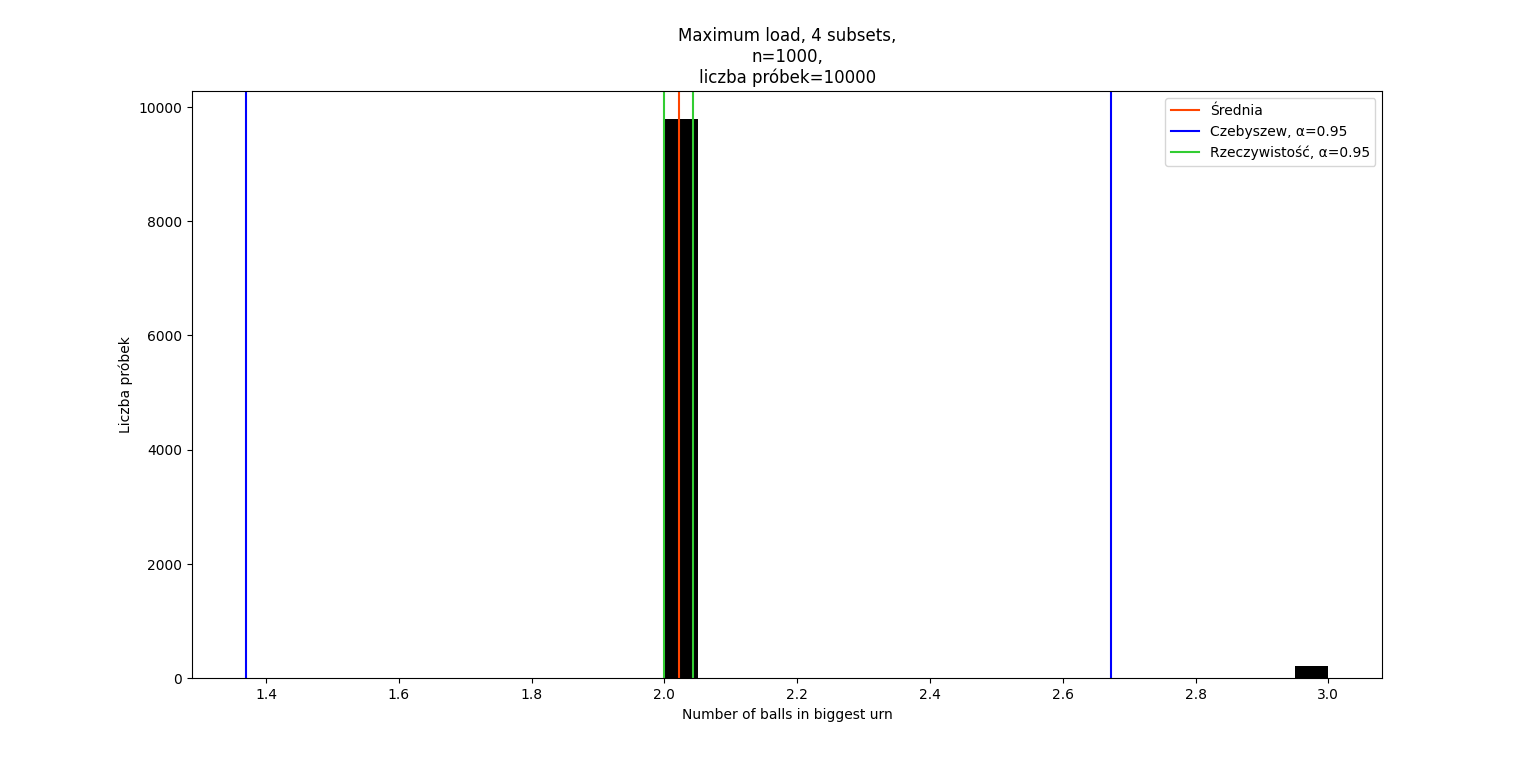 Maximum load, 4 subsets,
n=1000,
liczba próbek=10000
Średnia
Czebyszew, α=0.95
Rzeczywistość, α=0.95
10000
8000
6000
4000
2000
0
Liczba próbek
1.4 1.6 1.8 2.0 2.2 2.4 2.6 2.8 3.0
Number of balls in biggest urn